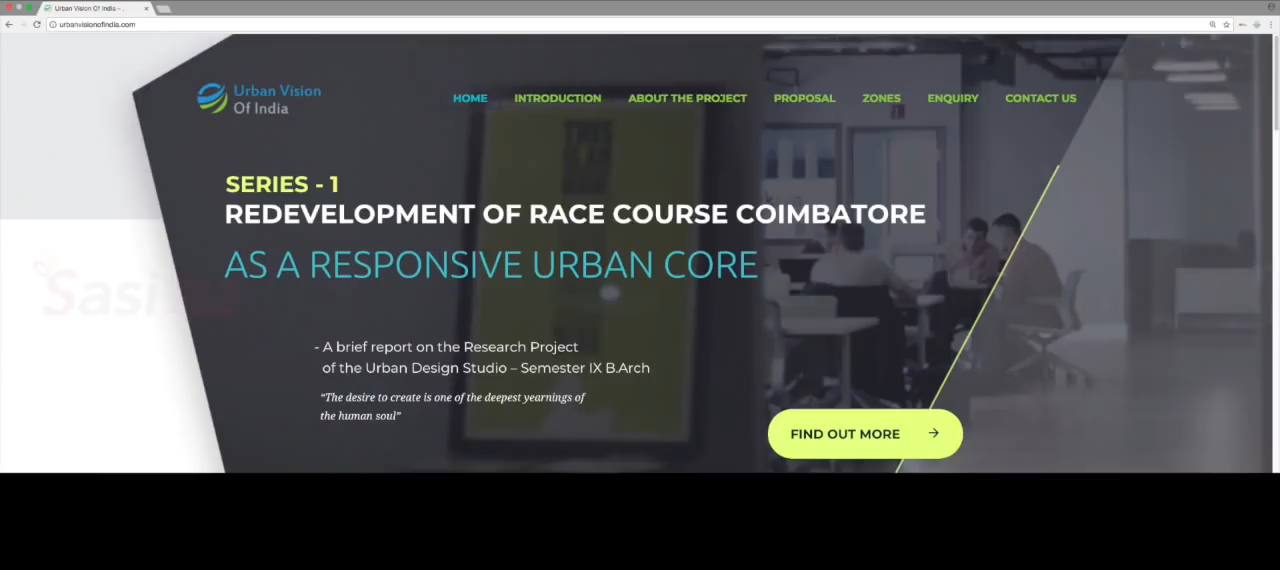 Urban Vision Of India - .
urbanvisionofindia.com
Urban Vision
Of India
HOME INTRODUCTION ABOUT THE PROJECT PROPOSAL ZONES ENQUIRY CONTACT US
SERIES - 1
REDEVELOPMENT OF RACE COURSE COIMBATORE
AS A RESPONSIVE URBAN CORE
- A brief report on the Research Project
of the Urban Design Studio – Semester IX B.Arch
“The desire to create is one of the deepest yearnings of
the human soul”
FIND OUT MORE